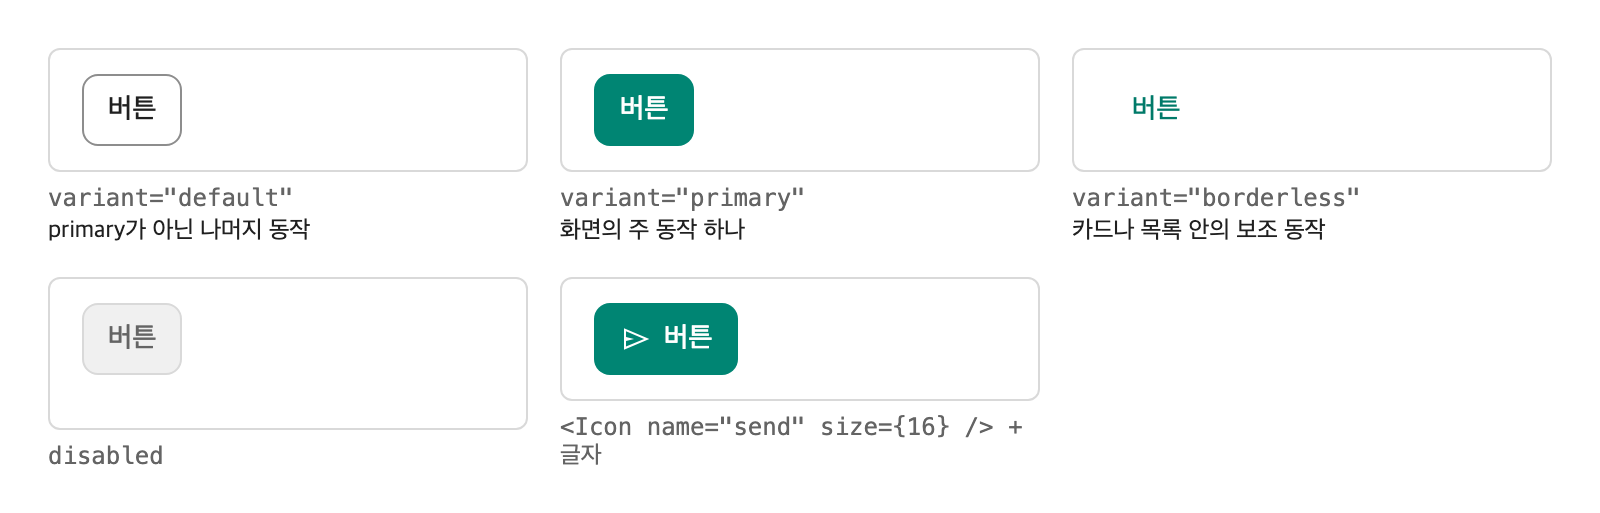 버튼
버튼
버튼
variant="default"
variant="primary"
variant="borderless"
primary가 아닌 나머지 동작
화면의 주 동작 하나
카드나 목록 안의 보조 동작
버튼
버튼
disabled
<Icon name="send" size={16} /> +
글자